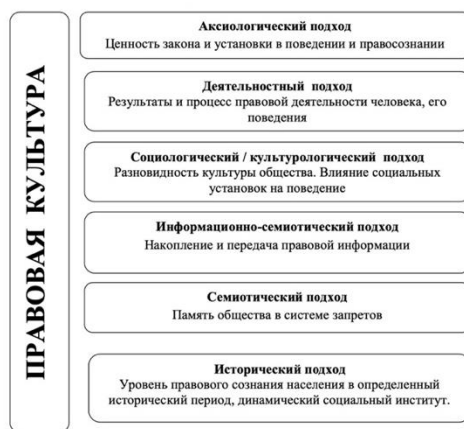 ПРАВОВАЯ КУЛЬТУРА
Аксиологический подход
Ценность закона и установки в поведении и правосознании
Деятельностный подход
Результаты и процесс правовой деятельности человека, его
поведения
Социологический / культурологический подход
Разновидность культуры общества. Влияние социальных
установок на поведение
Информационно-семиотический подход
Накопление и передача правовой информации
Семиотический подход
Память общества в системе запретов
Исторический подход
Уровень правового сознания населения в определенный
исторический период, динамический социальный институт.